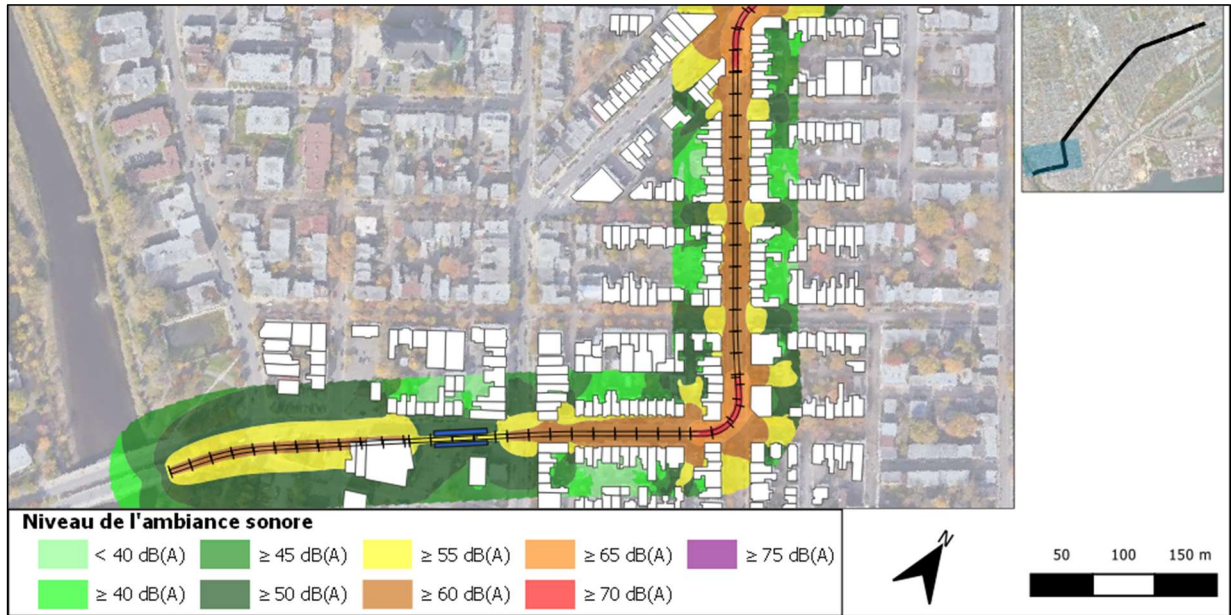 N
50 100 150 m
Niveau de l'ambiance sonore
< 40 dB(A) ≥ 45 dB(A) ≥ 55 dB(A) ≥ 65 dB(A) ≥ 75 dB(A)
≥ 40 dB(A) ≥ 50 dB(A) ≥ 60 dB(A) ≥ 70 dB(A)